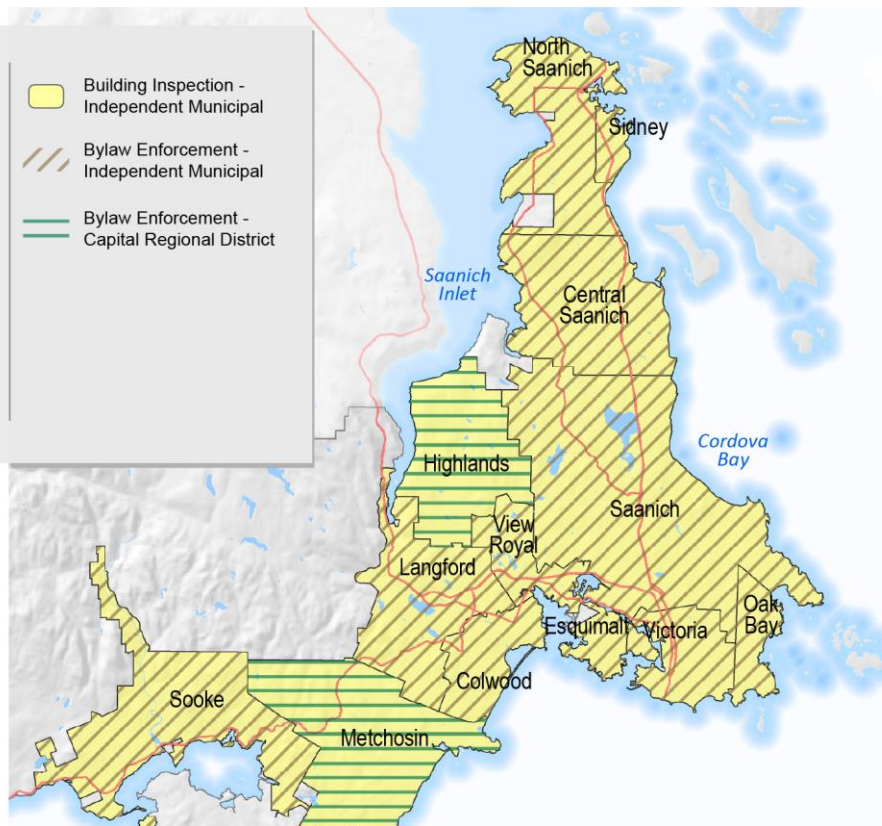 Building Inspection -
Independent Municipal
Bylaw Enforcement -
Independent Municipal
Bylaw Enforcement -
Capital Regional District
North
Saanich
Sidney
Saanich
Inlet
Central
Saanich
Cordova
Bay
Highlands
Saanich
View
Royal
Langford
Oak
Bay
Esquimalt
Victoria
Colwood
Sooke
Metchosin